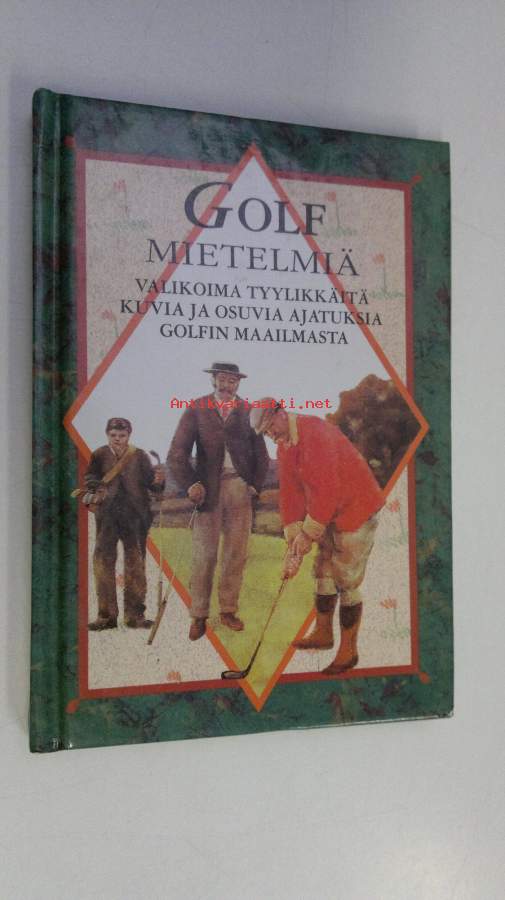 GOLF
MIETELMIÄ
VALIKOIMA TYYLIKKÄITÄ
KUVIA JA OSUVIA AJATUKSIA
GOLFIN MAAILMASTA
Antikvariaatti.net